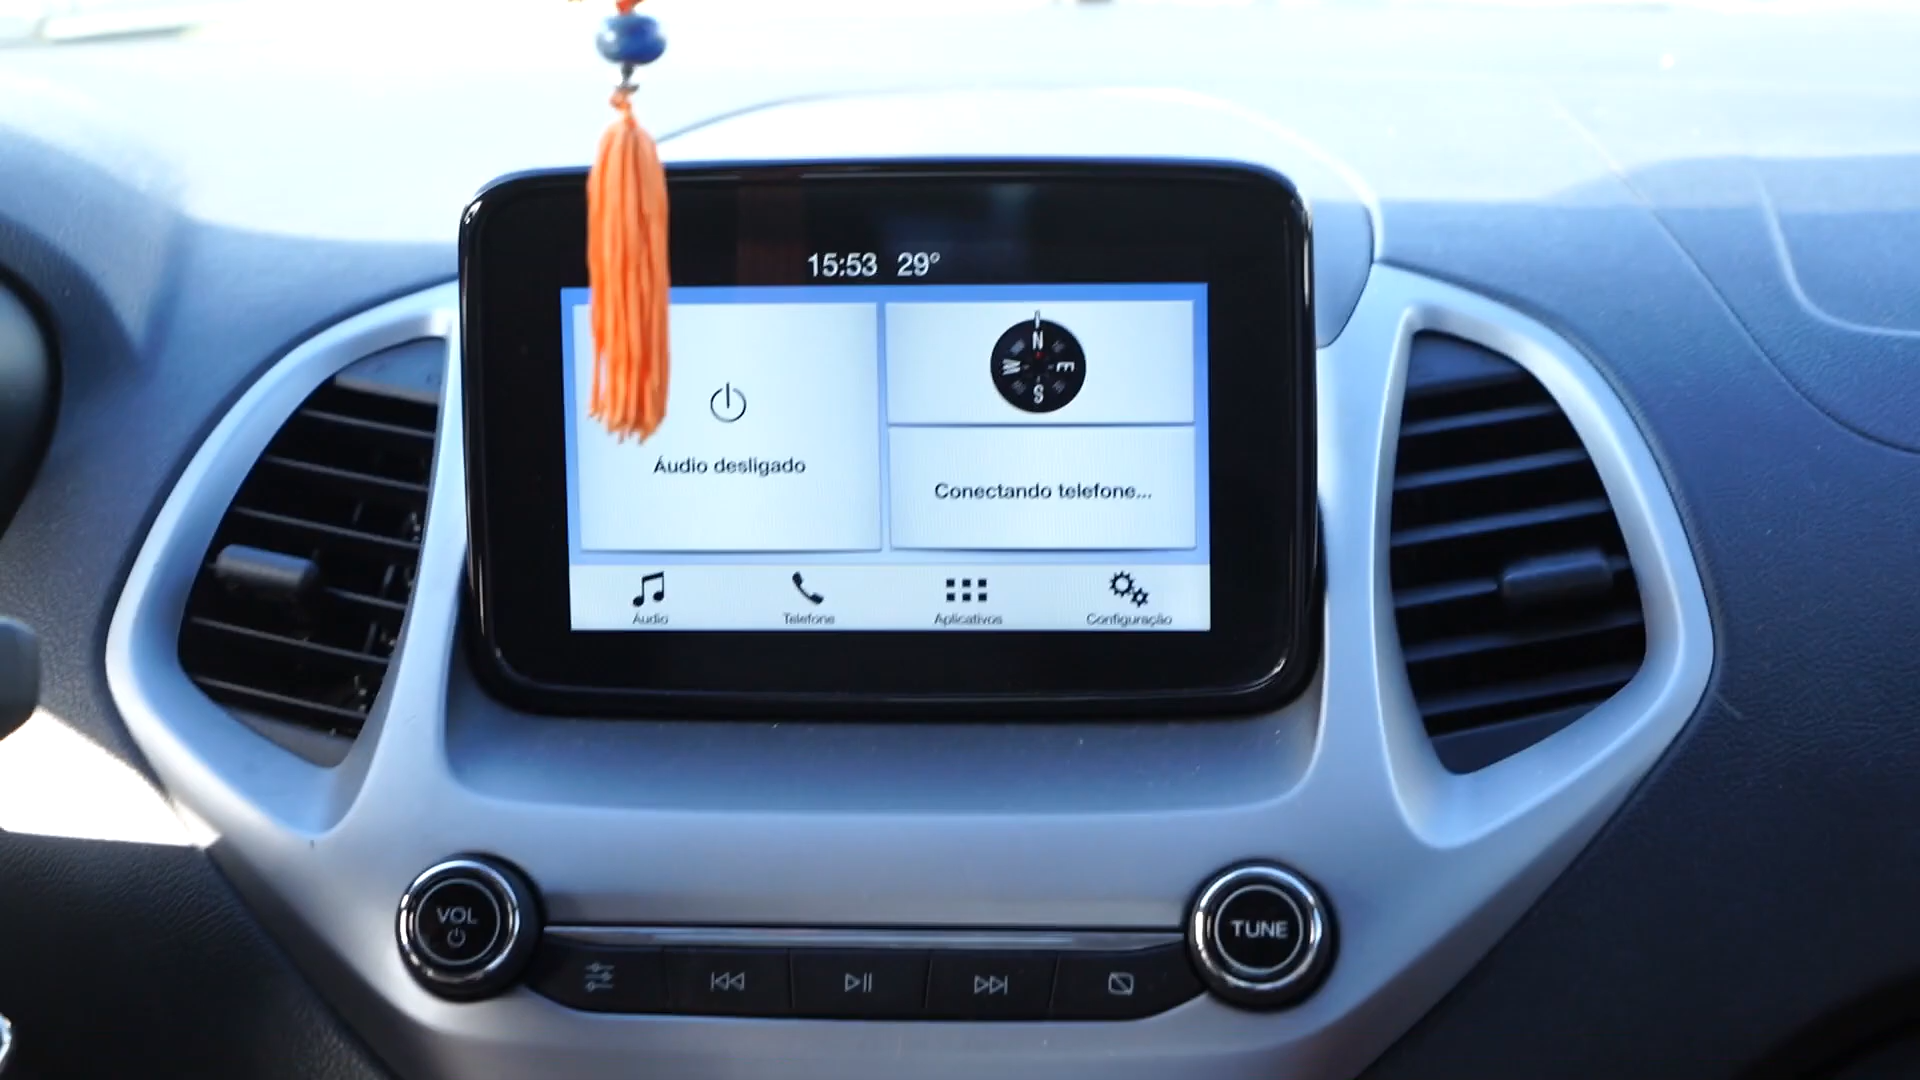 15:53 29°
N
W E
S
Áudio desligado
Conectando telefone...
Áudio Telefone Aplicativos Configuração
VOL
TUNE